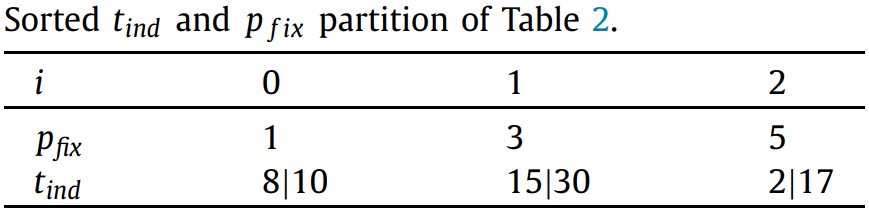 Sorted t_ind and p_fix partition of Table 2.
i 0 1 2
p_fix 1 3 5
t_ind 8|10 15|30 2|17